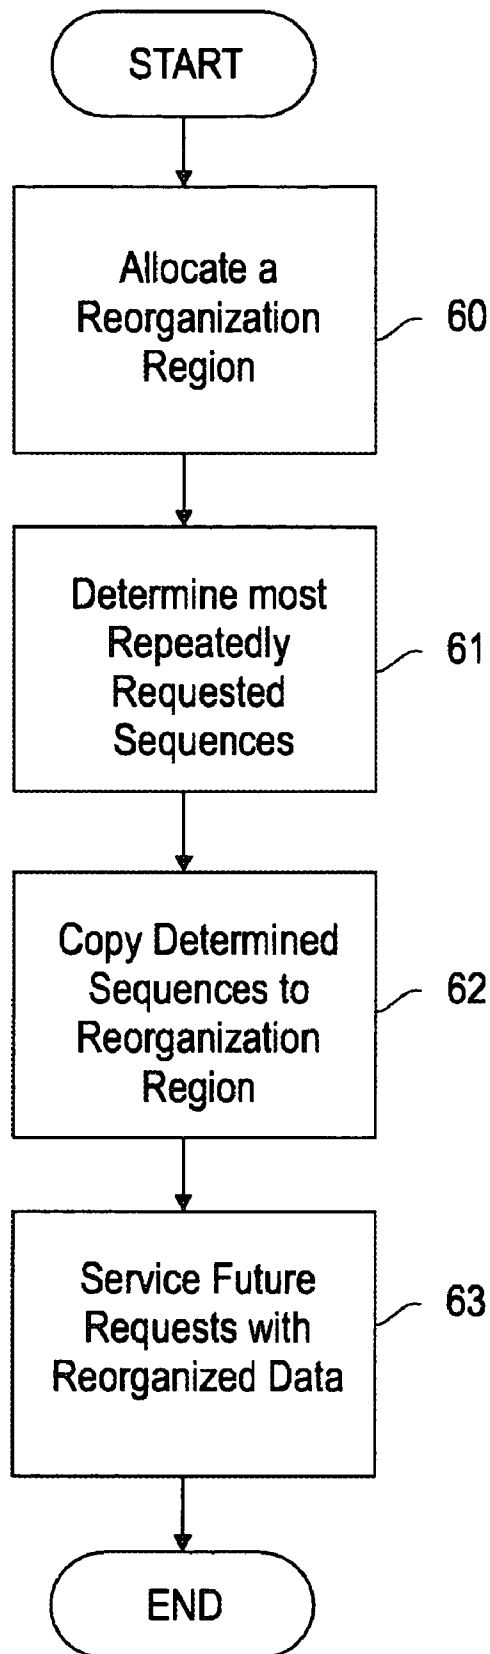 START
Allocate a
Reorganization
Region
60
Determine most
Repeatedly
Requested
Sequences
61
Copy Determined
Sequences to
Reorganization
Region
62
Service Future
Requests with
Reorganized Data
63
END